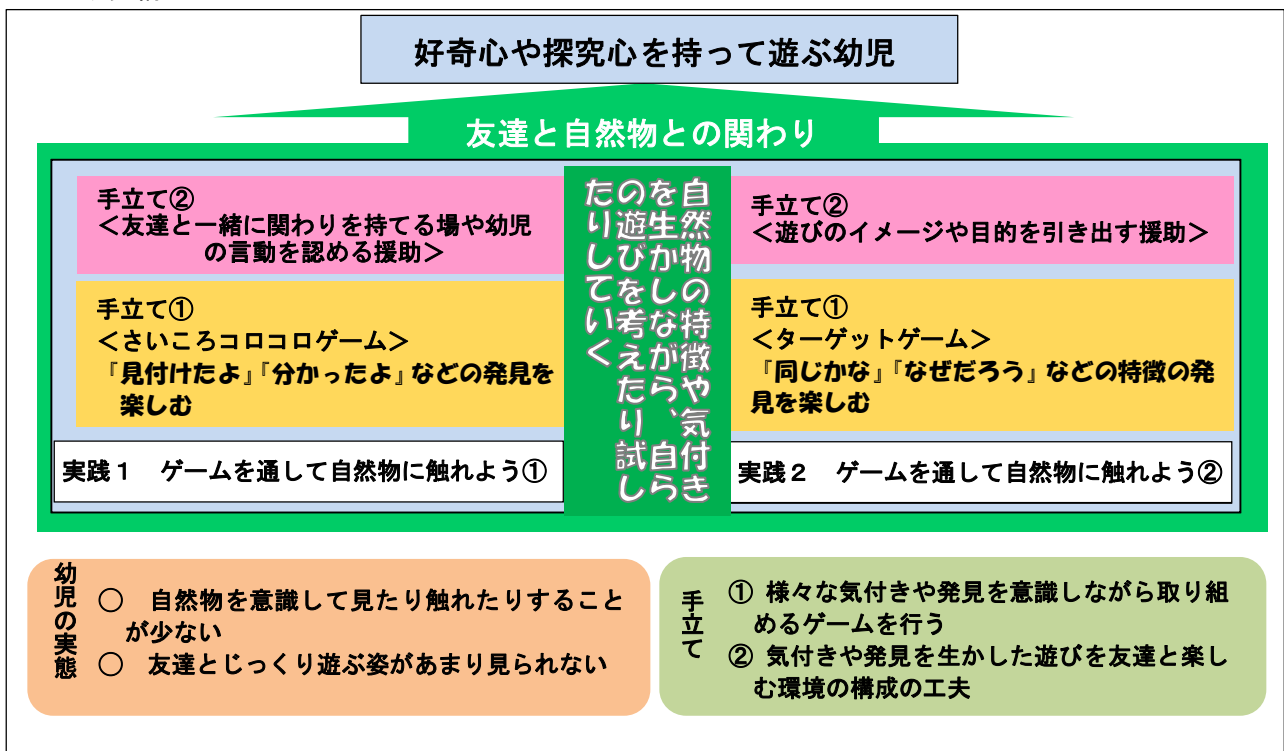 好奇心や探究心を持って遊ぶ幼児
友達と自然物との関わり
手立て②
＜友達と一緒に関わりを持てる場や幼児
の言動を認める援助＞
手立て①
＜さいころコロコロゲーム＞
『見付けたよ』『分かったよ』などの発見を
楽しむ
実践１　ゲームを通して自然物に触れよう①
自然物の特徴や気付き
を生かしながら、自ら
の遊びを考えたり試し
たりしていく
手立て②
＜遊びのイメージや目的を引き出す援助＞
手立て①
＜ターゲットゲーム＞
『同じかな』『なぜだろう』などの特徴の発
見を楽しむ
実践２　ゲームを通して自然物に触れよう②
幼児の実態
○　自然物を意識して見たり触れたりすること
が少ない
○　友達とじっくり遊ぶ姿があまり見られない
手立て
① 様々な気付きや発見を意識しながら取り組
めるゲームを行う
② 気付きや発見を生かした遊びを友達と楽し
む環境の構成の工夫